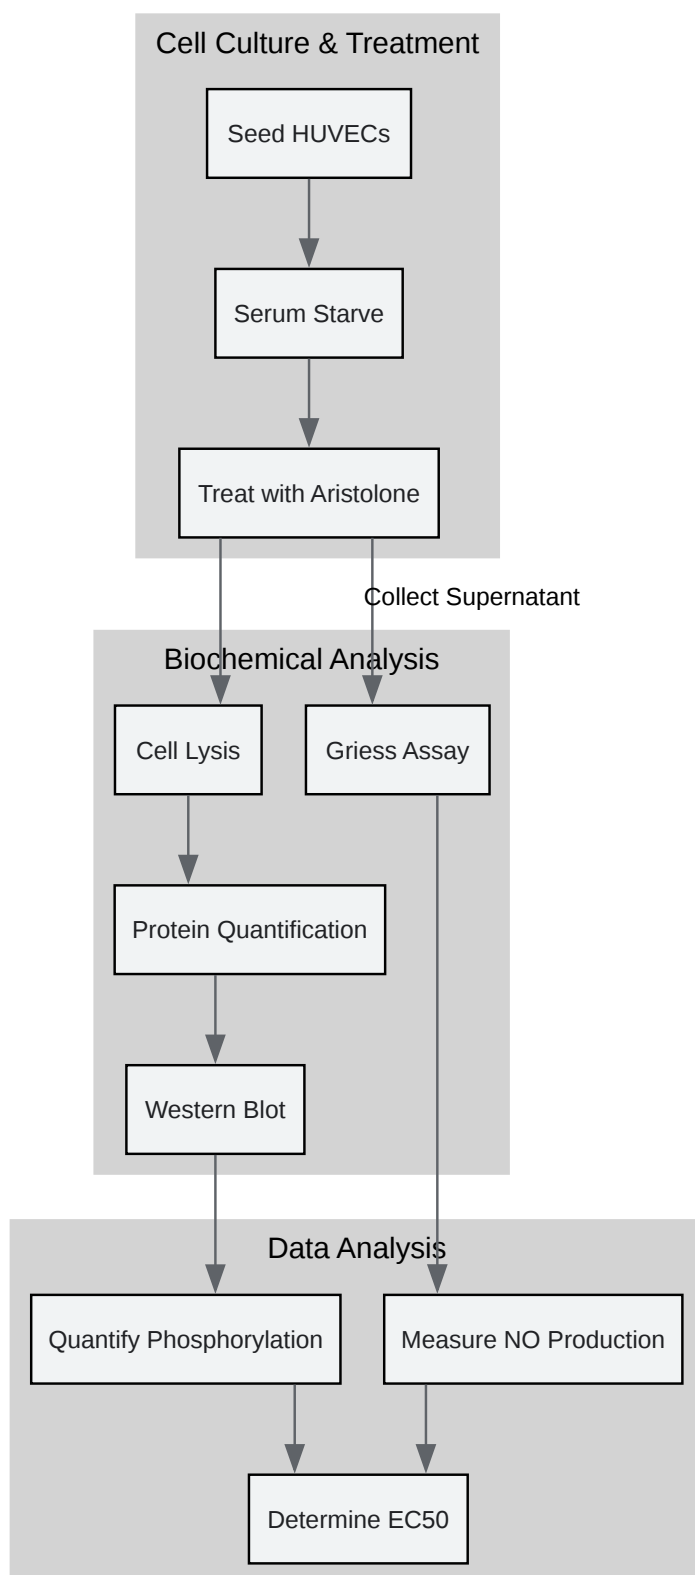 Cell Culture & Treatment
Seed HUVECs
Serum Starve
Treat with Aristolone
Collect Supernatant
Biochemical Analysis
Cell Lysis
Griess Assay
Protein Quantification
Western Blot
Data Analysis
Quantify Phosphorylation
Measure NO Production
Determine EC50